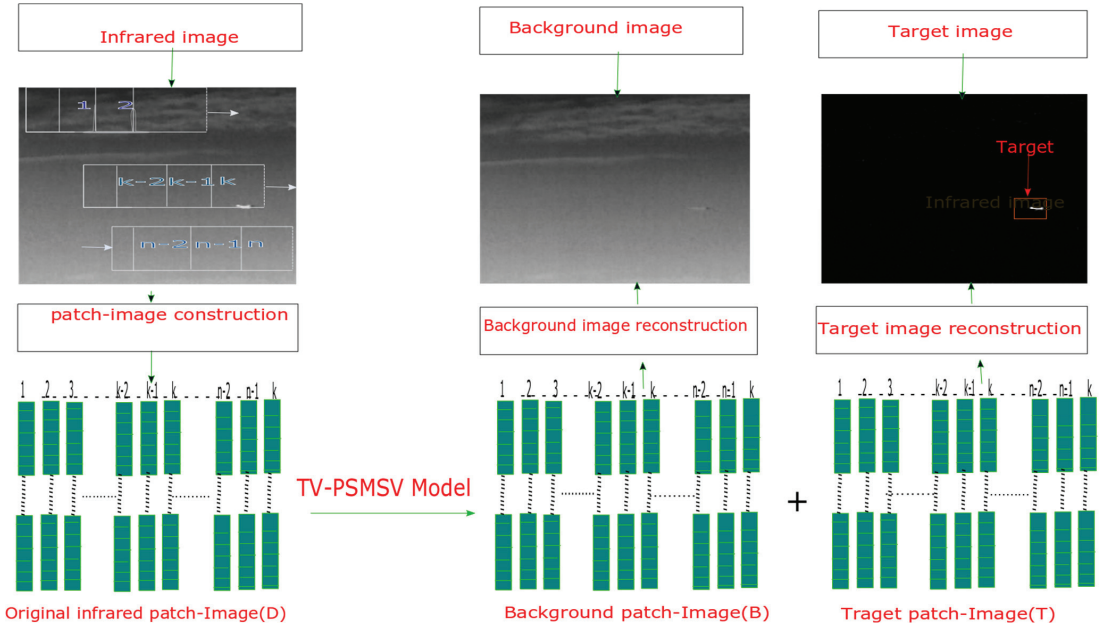 Infrared image
Background image
Target image
1 2
k-2 k-1 k
n-2 n-1 n
Target
Infrared image
patch-image construction
Background image reconstruction
Target image reconstruction
1 2 3 k-2 k-1 k n-2 n-1 k
1 2 3 k-2 k-1 k n-2 n-1 k
1 2 3 k-2 k-1 k n-2 n-1 k
TV-PSMSV Model
+
Original infrared patch-Image(D)
Background patch-Image(B)
Traget patch-Image(T)